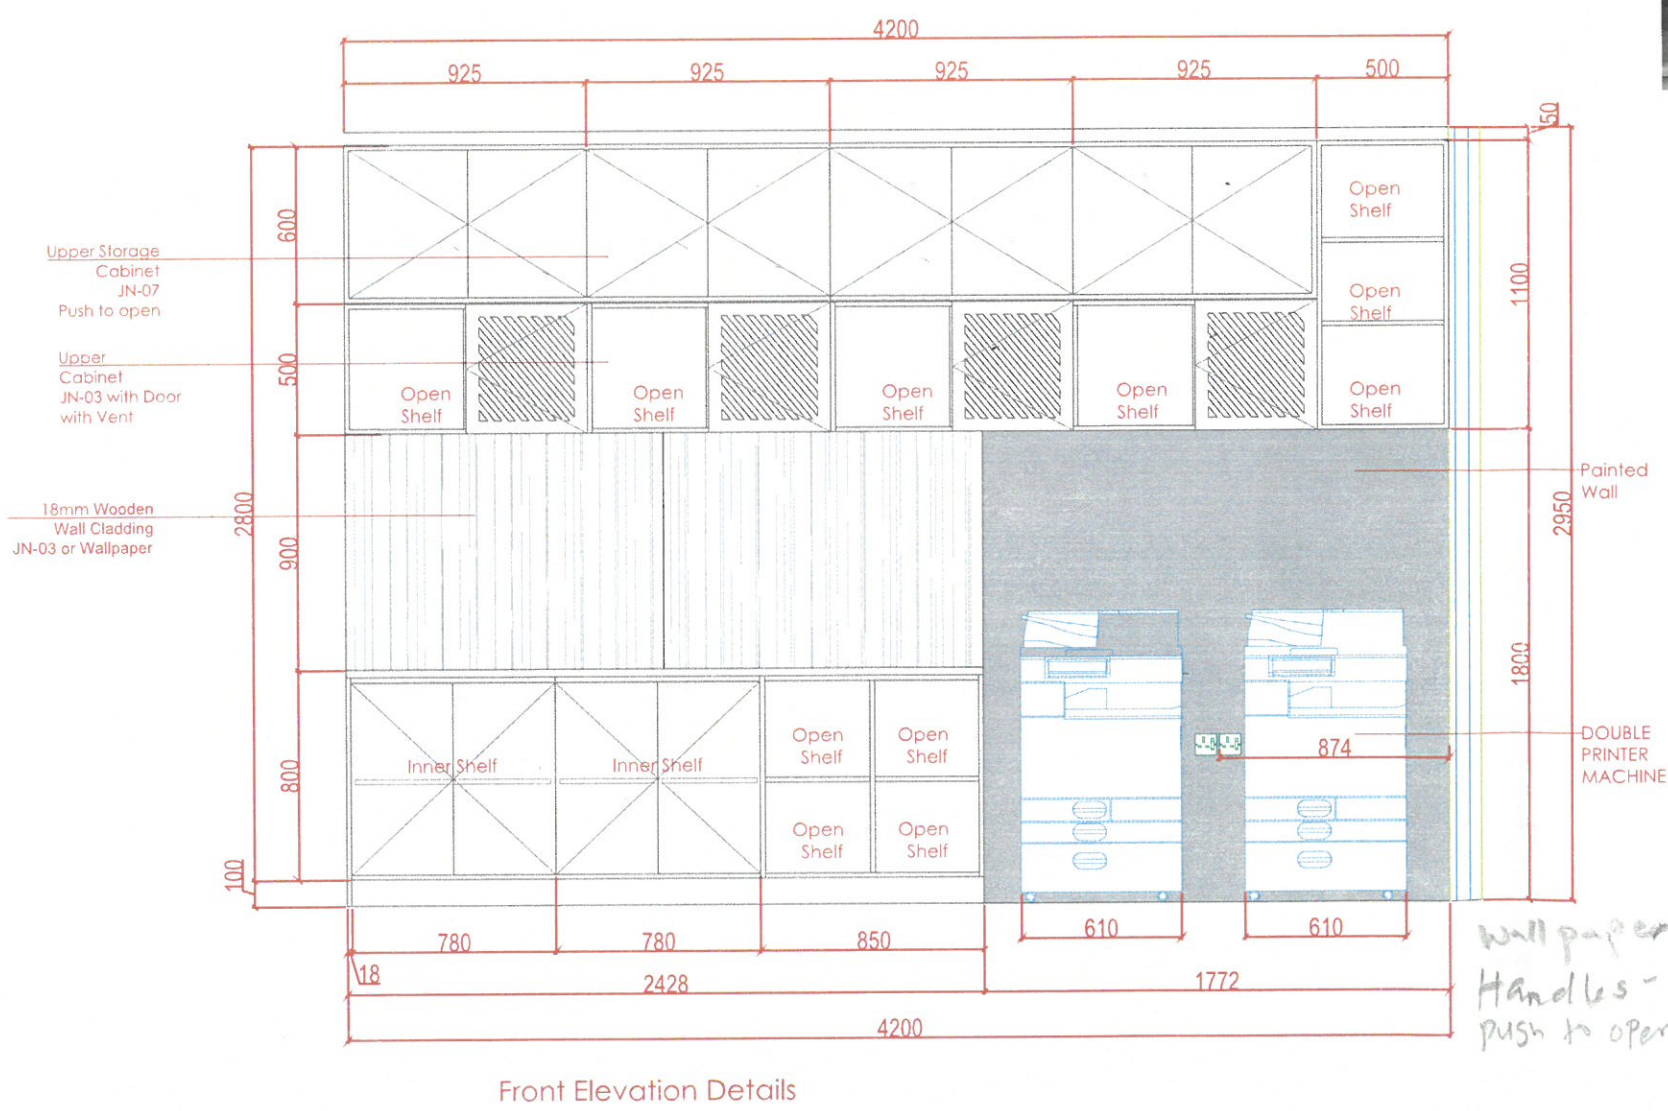 4200
925
925
925
925
500
50
600
Open
Shelf
Upper Storage
Cabinet
JN-07
Push to open
Open
Shelf
1100
500
Upper
Cabinet
JN-03 with Door
with Vent
Open
Shelf
Open
Shelf
Open
Shelf
Open
Shelf
Open
Shelf
Painted
Wall
2800
2950
18mm Wooden
Wall Cladding
JN-03 or Wallpaper
900
1800
Open
Shelf
Open
Shelf
DOUBLE
PRINTER
MACHINE
874
Inner Shelf
Inner Shelf
800
Open
Shelf
Open
Shelf
100
780
780
850
610
610
18
2428
1772
4200
Wallpaper
Handles -
push to open
Front Elevation Details